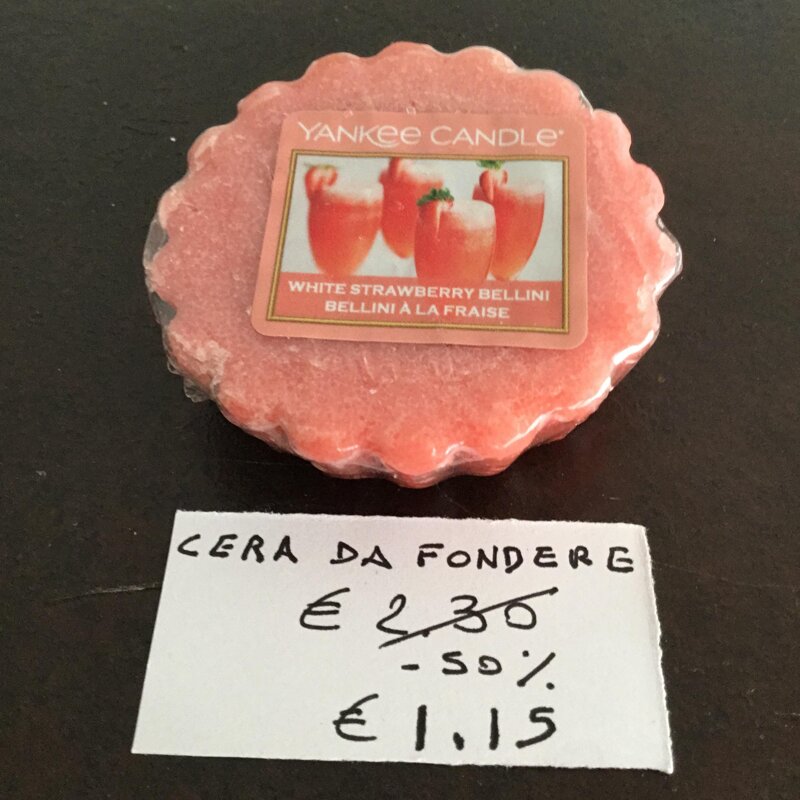 YANKEE CANDLE®
WHITE STRAWBERRY BELLINI
BELLINI À LA FRAISE
CERA DA FONDERE
€ 2.30
- 50%
€ 1.15